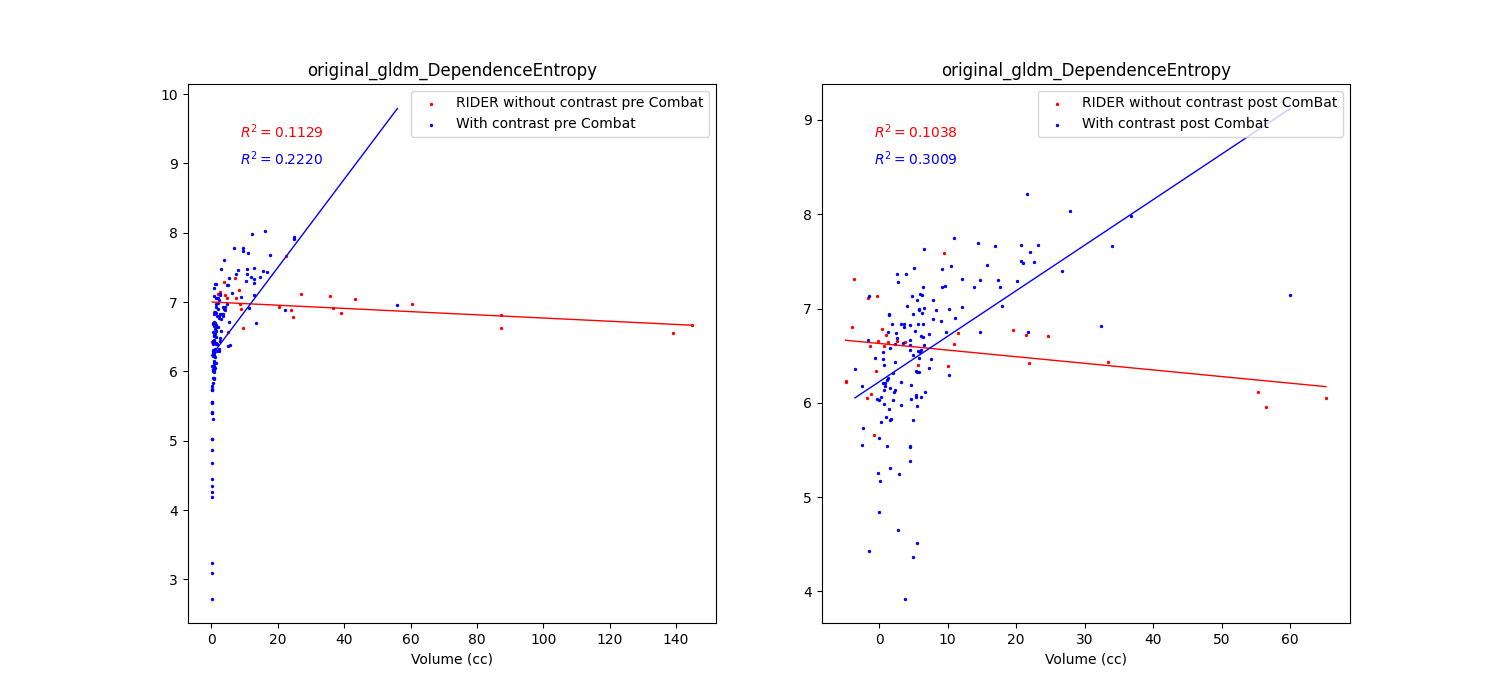 original_gldm_DependenceEntropy
RIDER without contrast pre Combat
With contrast pre Combat
R² = 0.1129
R² = 0.2220
10
9
8
7
6
5
4
3
0 20 40 60 80 100 120 140
Volume (cc)
original_gldm_DependenceEntropy
RIDER without contrast post ComBat
With contrast post Combat
R² = 0.1038
R² = 0.3009
9
8
7
6
5
4
0 10 20 30 40 50 60
Volume (cc)